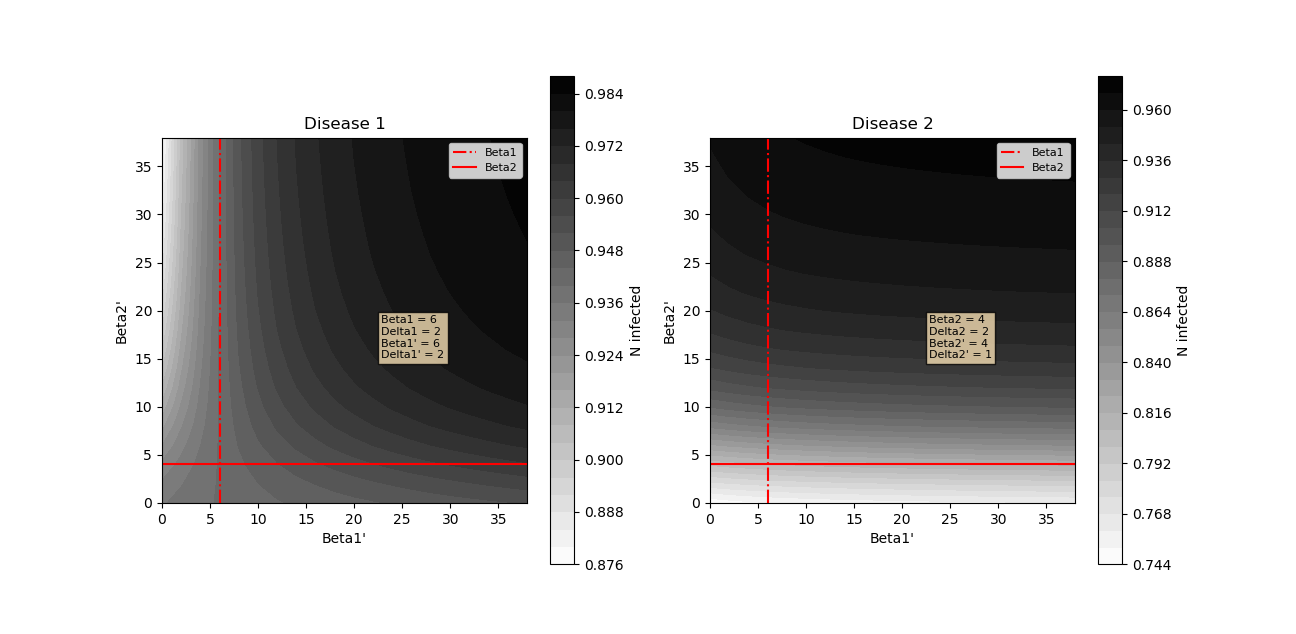 Disease 1
Beta1
Beta2
35
30
25
20
15
10
5
0
Beta2'
Beta1 = 6
Delta1 = 2
Beta1' = 6
Delta1' = 2
0 5 10 15 20 25 30 35
Beta1'
0.984
0.972
0.960
0.948
0.936
0.924
0.912
0.900
0.888
0.876
N infected
Disease 2
Beta1
Beta2
35
30
25
20
15
10
5
0
Beta2'
Beta2 = 4
Delta2 = 2
Beta2' = 4
Delta2' = 1
0 5 10 15 20 25 30 35
Beta1'
0.960
0.936
0.912
0.888
0.864
0.840
0.816
0.792
0.768
0.744
N infected